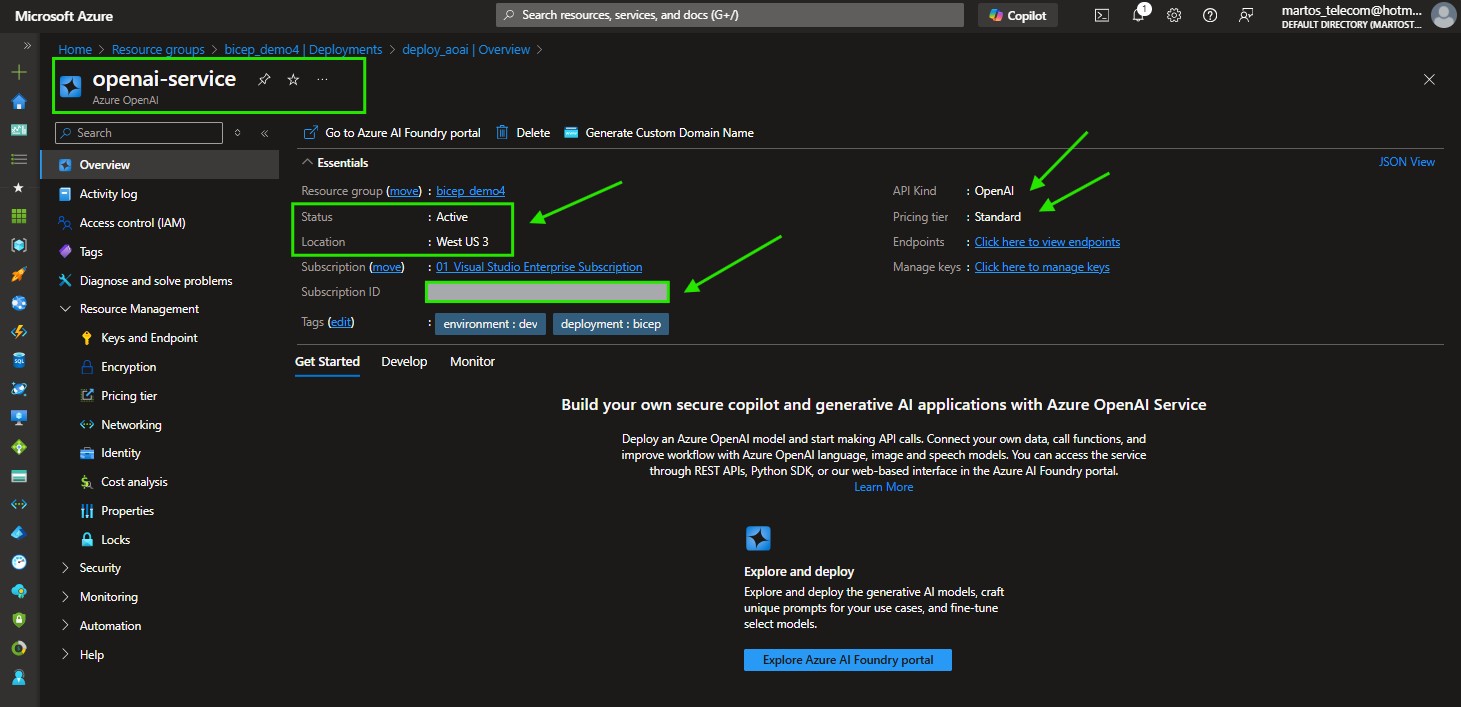 Microsoft Azure
Search resources, services, and docs (G+/)
Copilot
1
martos_telecom@hotm...
DEFAULT DIRECTORY (MARTOST...
Home > Resource groups > bicep_demo4 | Deployments > deploy_aoai | Overview >
openai-service
Azure OpenAI
Search
Overview
Activity log
Access control (IAM)
Tags
Diagnose and solve problems
Resource Management
Keys and Endpoint
Encryption
Pricing tier
Networking
Identity
Cost analysis
Properties
Locks
Security
Monitoring
Automation
Help
Go to Azure AI Foundry portal
Delete
Generate Custom Domain Name
Essentials
JSON View
Resource group (move) : bicep_demo4
Status : Active
Location : West US 3
Subscription (move) : 01_Visual Studio Enterprise Subscription
Subscription ID
Tags (edit) : environment : dev deployment : bicep
API Kind : OpenAI
Pricing tier : Standard
Endpoints : Click here to view endpoints
Manage keys : Click here to manage keys
Get Started
Develop
Monitor
Build your own secure copilot and generative AI applications with Azure OpenAI Service
Deploy an Azure OpenAI model and start making API calls. Connect your own data, call functions, and
improve workflow with Azure OpenAI language, image and speech models. You can access the service
through REST APIs, Python SDK, or our web-based interface in the Azure AI Foundry portal.
Learn More
Explore and deploy
Explore and deploy the generative AI models, craft
unique prompts for your use cases, and fine-tune
select models.
Explore Azure AI Foundry portal